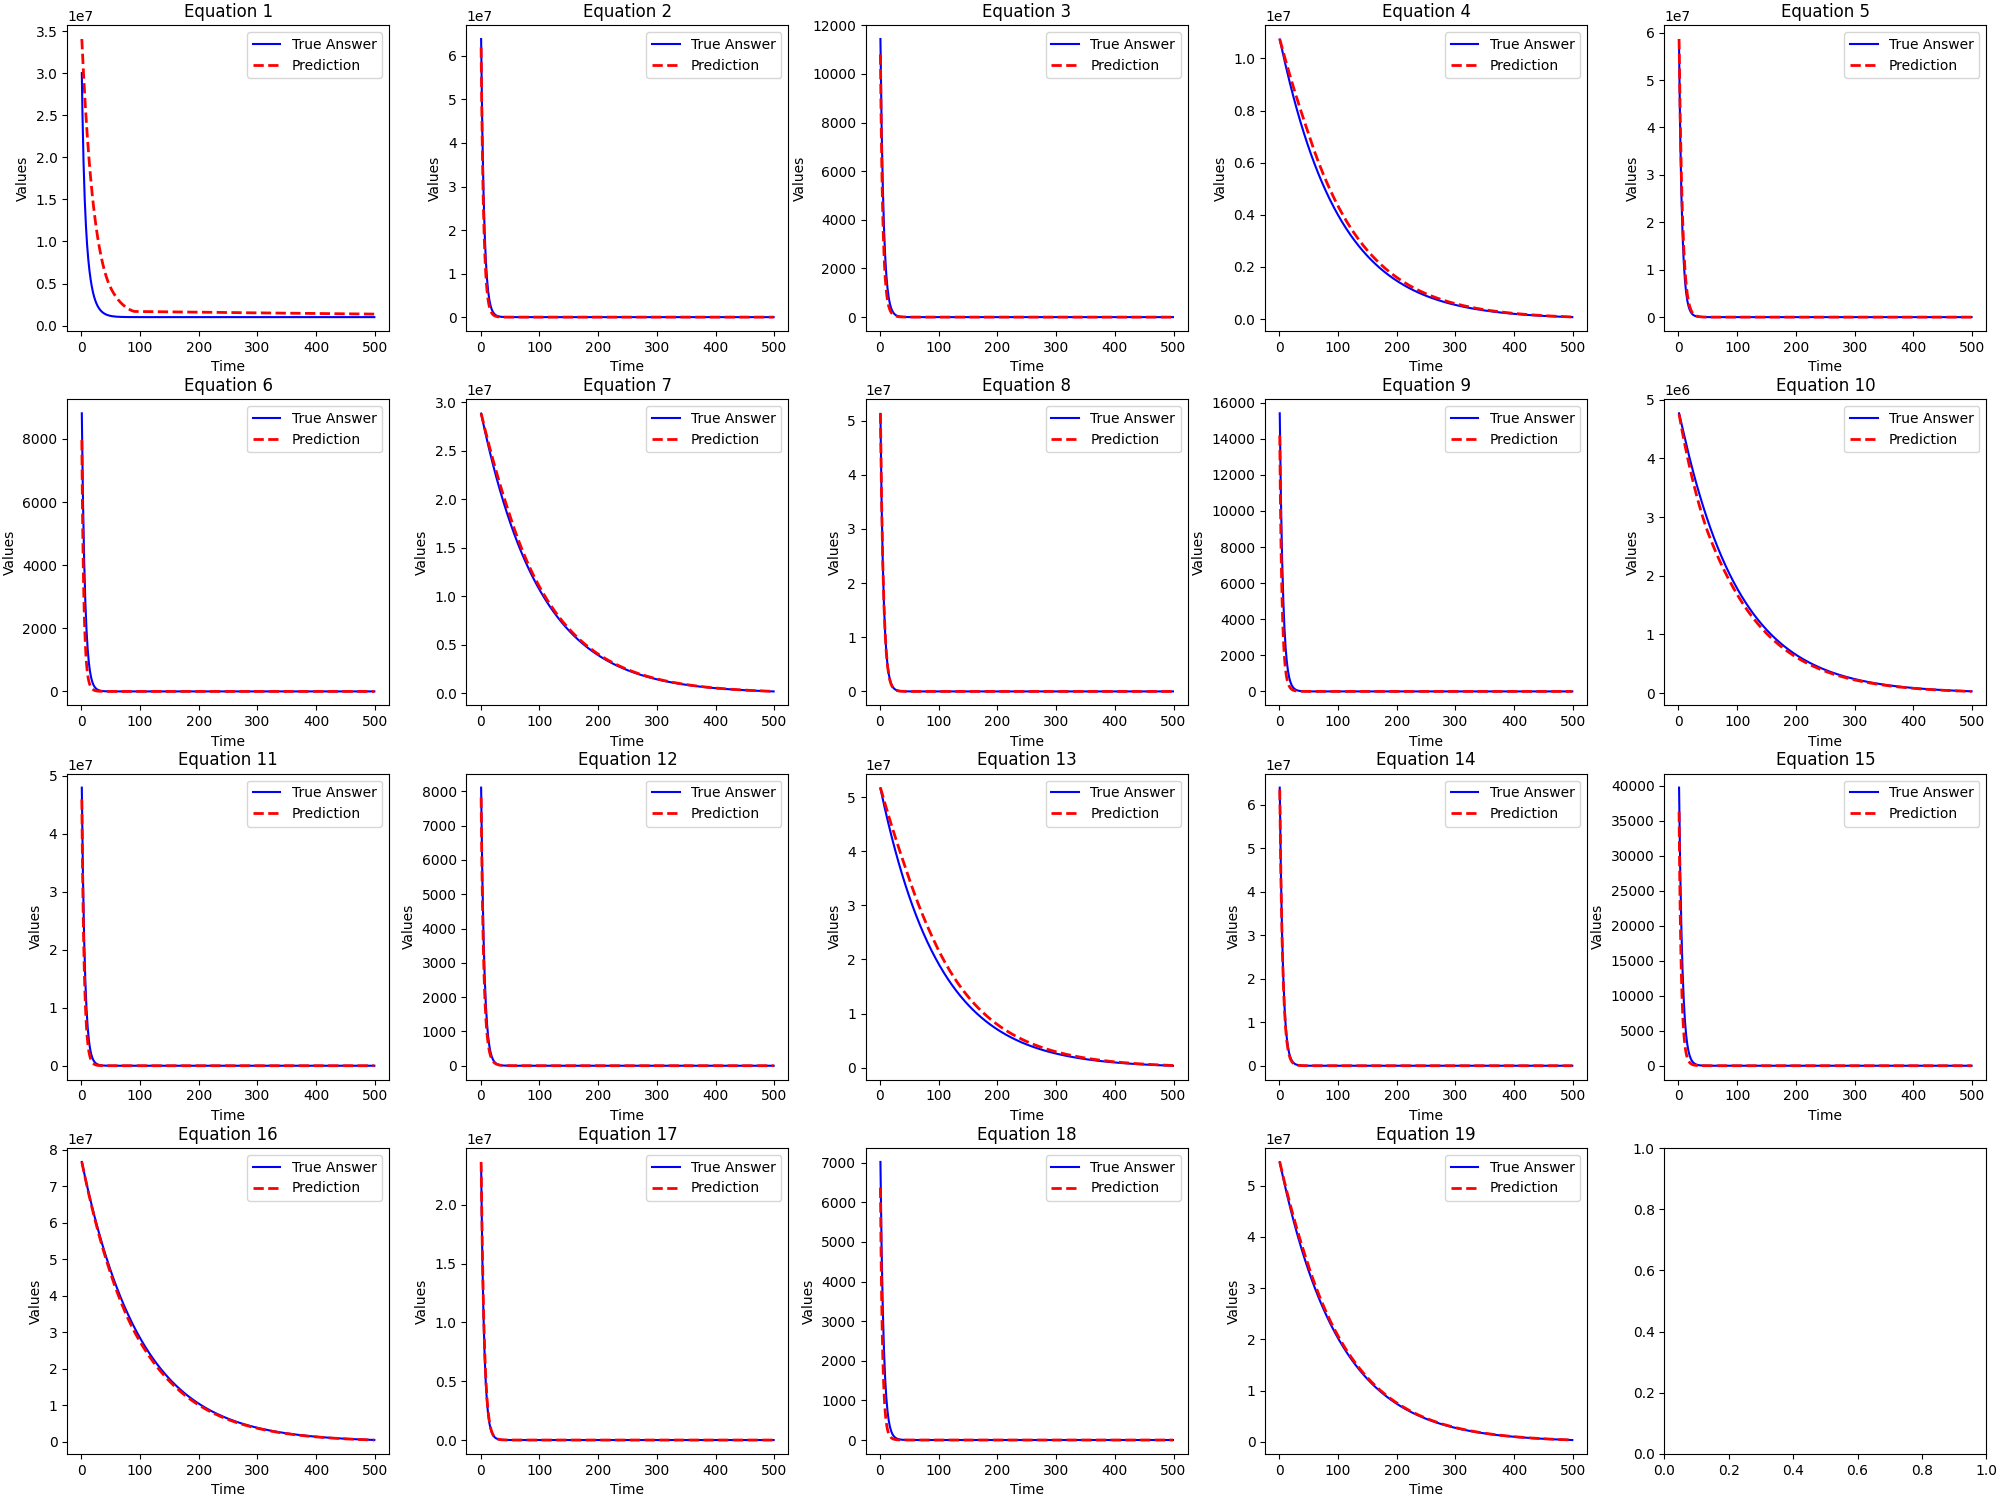 Equation 1
1e7
True Answer
Prediction
Values
3.5
3.0
2.5
2.0
1.5
1.0
0.5
0.0
0 100 200 300 400 500
Time
Equation 2
1e7
True Answer
Prediction
Values
6
5
4
3
2
1
0
0 100 200 300 400 500
Time
Equation 3
True Answer
Prediction
Values
12000
10000
8000
6000
4000
2000
0
0 100 200 300 400 500
Time
Equation 4
1e7
True Answer
Prediction
Values
1.0
0.8
0.6
0.4
0.2
0.0
0 100 200 300 400 500
Time
Equation 5
1e7
True Answer
Prediction
Values
6
5
4
3
2
1
0
0 100 200 300 400 500
Time
Equation 6
True Answer
Prediction
Values
8000
6000
4000
2000
0
0 100 200 300 400 500
Time
Equation 7
1e7
True Answer
Prediction
Values
3.0
2.5
2.0
1.5
1.0
0.5
0.0
0 100 200 300 400 500
Time
Equation 8
1e7
True Answer
Prediction
Values
5
4
3
2
1
0
0 100 200 300 400 500
Time
Equation 9
True Answer
Prediction
Values
16000
14000
12000
10000
8000
6000
4000
2000
0
0 100 200 300 400 500
Time
Equation 10
1e6
True Answer
Prediction
Values
5
4
3
2
1
0
0 100 200 300 400 500
Time
Equation 11
1e7
True Answer
Prediction
Values
5
4
3
2
1
0
0 100 200 300 400 500
Time
Equation 12
True Answer
Prediction
Values
8000
7000
6000
5000
4000
3000
2000
1000
0
0 100 200 300 400 500
Time
Equation 13
1e7
True Answer
Prediction
Values
5
4
3
2
1
0
0 100 200 300 400 500
Time
Equation 14
1e7
True Answer
Prediction
Values
6
5
4
3
2
1
0
0 100 200 300 400 500
Time
Equation 15
True Answer
Prediction
Values
40000
35000
30000
25000
20000
15000
10000
5000
0
0 100 200 300 400 500
Time
Equation 16
1e7
True Answer
Prediction
Values
8
7
6
5
4
3
2
1
0
0 100 200 300 400 500
Time
Equation 17
1e7
True Answer
Prediction
Values
2.0
1.5
1.0
0.5
0.0
0 100 200 300 400 500
Time
Equation 18
True Answer
Prediction
Values
7000
6000
5000
4000
3000
2000
1000
0
0 100 200 300 400 500
Time
Equation 19
1e7
True Answer
Prediction
Values
5
4
3
2
1
0
0 100 200 300 400 500
Time
1.0
0.8
0.6
0.4
0.2
0.0
0.0 0.2 0.4 0.6 0.8 1.0